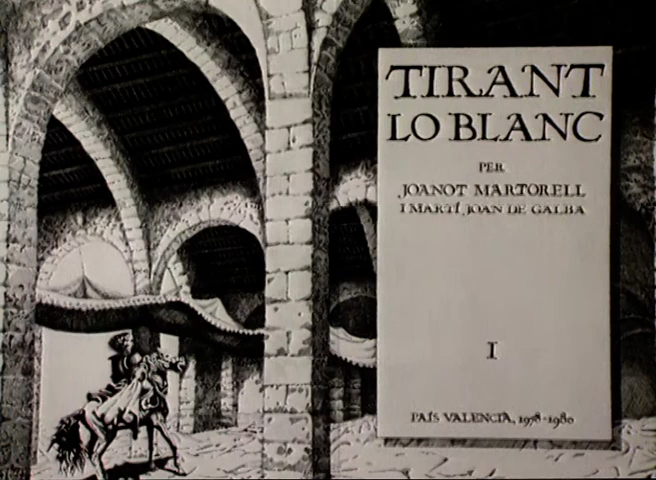 TIRANT
LO BLANC
PER
JOANOT MARTORELL
I MARTÍ JOAN DE GALBA
I
PAÍS VALENCIÀ, 1978-1980